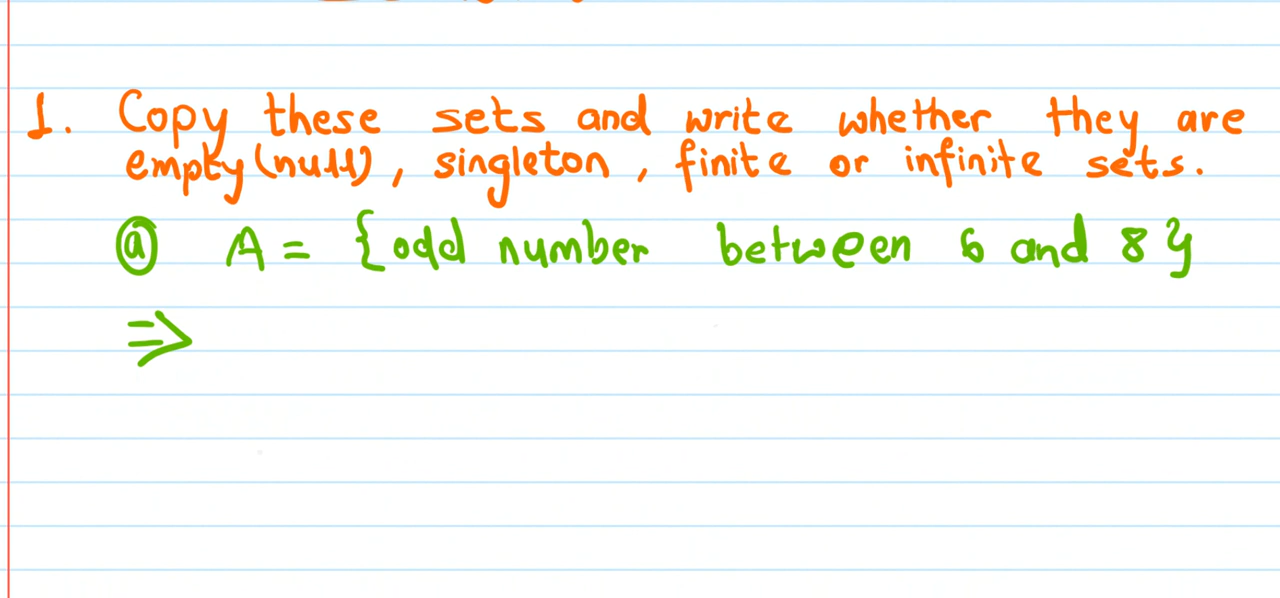 1. Copy these sets and write whether they are
empty (null), singleton, finite or infinite sets.
(a) A = {odd number between 6 and 8}
⇒